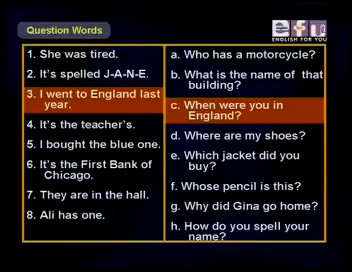 Question Words
english
ef1
ENGLISH FOR YOU
1. She was tired.
2. It's spelled J-A-N-E.
3. I went to England last
year.
4. It's the teacher's.
5. I bought the blue one.
6. It's the First Bank of
Chicago.
7. They are in the hall.
8. Ali has one.
a. Who has a motorcycle?
b. What is the name of that
building?
c. When were you in
England?
d. Where are my shoes?
e. Which jacket did you
buy?
f. Whose pencil is this?
g. Why did Gina go home?
h. How do you spell your
name?